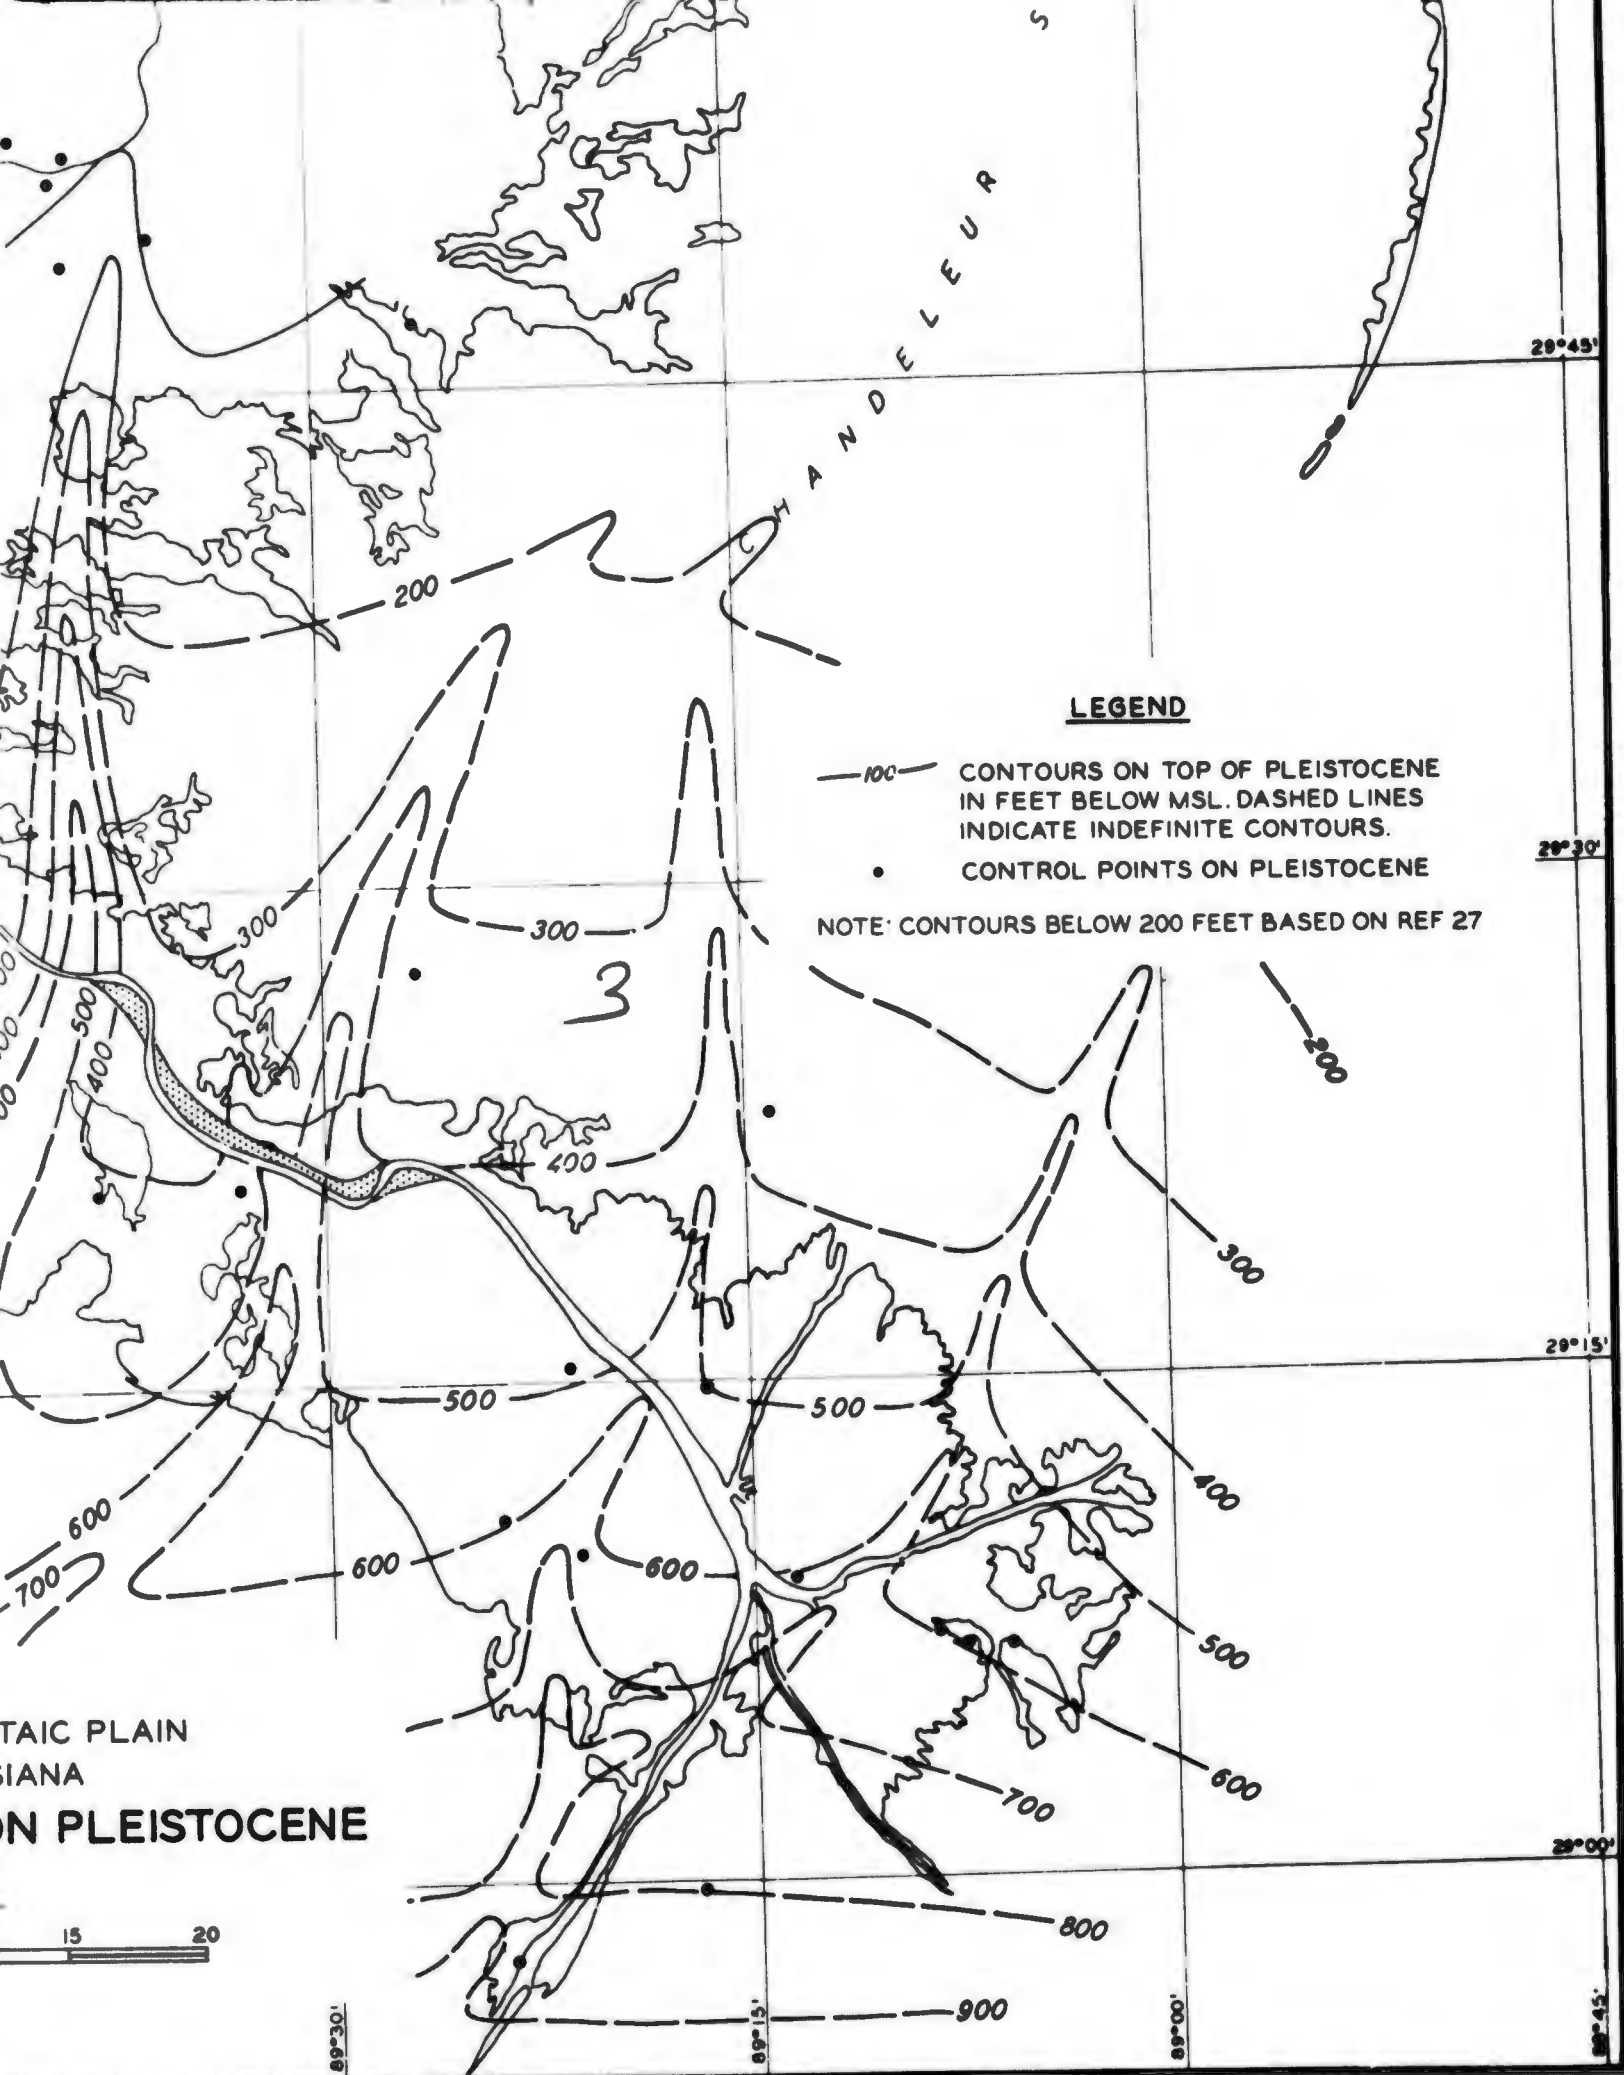 S
R
U
E
L
E
D
N
A
H
29°45'
200
LEGEND
100 CONTOURS ON TOP OF PLEISTOCENE
IN FEET BELOW MSL. DASHED LINES
INDICATE INDEFINITE CONTOURS.
29°30'
CONTROL POINTS ON PLEISTOCENE
NOTE: CONTOURS BELOW 200 FEET BASED ON REF 27
300
300
3
500
400
200
400
300
29°15'
500
500
400
600
600
600
700
500
TAIC PLAIN
SIANA
600
700
ON PLEISTOCENE
29°00'
800
15 20
900
89°30'
89°15'
89°00'
88°45'